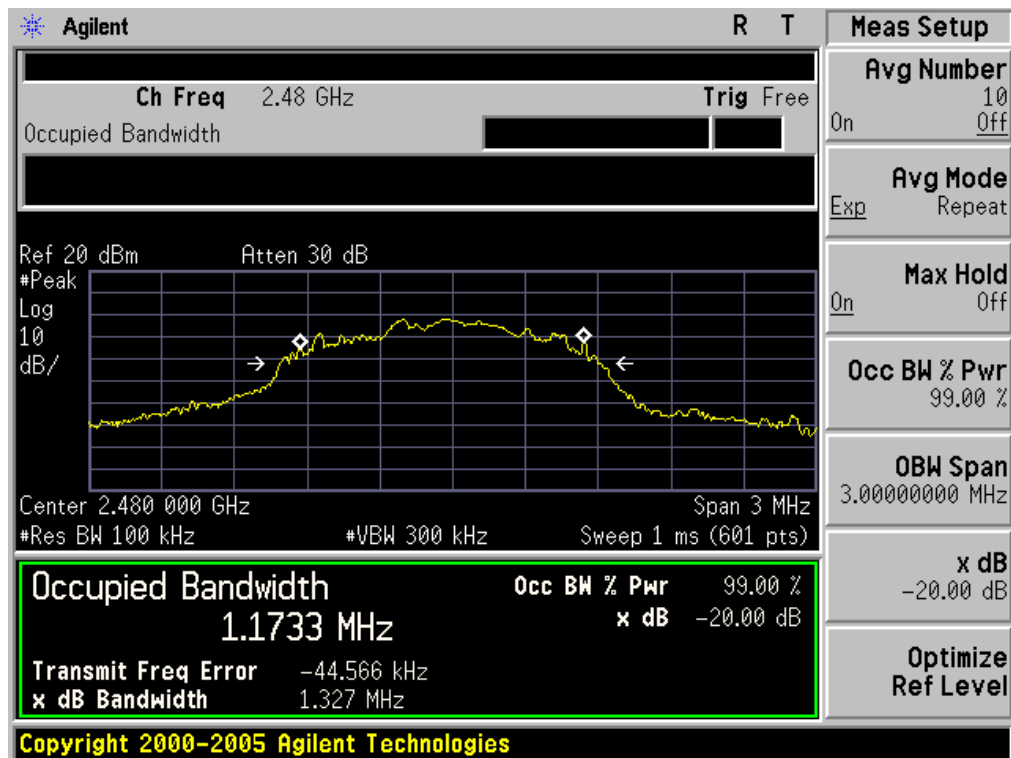 Agilent R T
Ch Freq 2.48 GHz Trig Free
Occupied Bandwidth
Ref 20 dBm Atten 30 dB
#Peak
Log
10
dB/
Center 2.480 000 GHz Span 3 MHz
#Res BW 100 kHz #VBW 300 kHz Sweep 1 ms (601 pts)
Occupied Bandwidth Occ BW % Pwr 99.00 %
1.1733 MHz x dB -20.00 dB
Transmit Freq Error -44.566 kHz
x dB Bandwidth 1.327 MHz
Copyright 2000-2005 Agilent Technologies
Meas Setup
Avg Number
10
On Off
Avg Mode
Exp Repeat
Max Hold
On Off
Occ BW % Pwr
99.00 %
OBW Span
3.00000000 MHz
x dB
-20.00 dB
Optimize
Ref Level